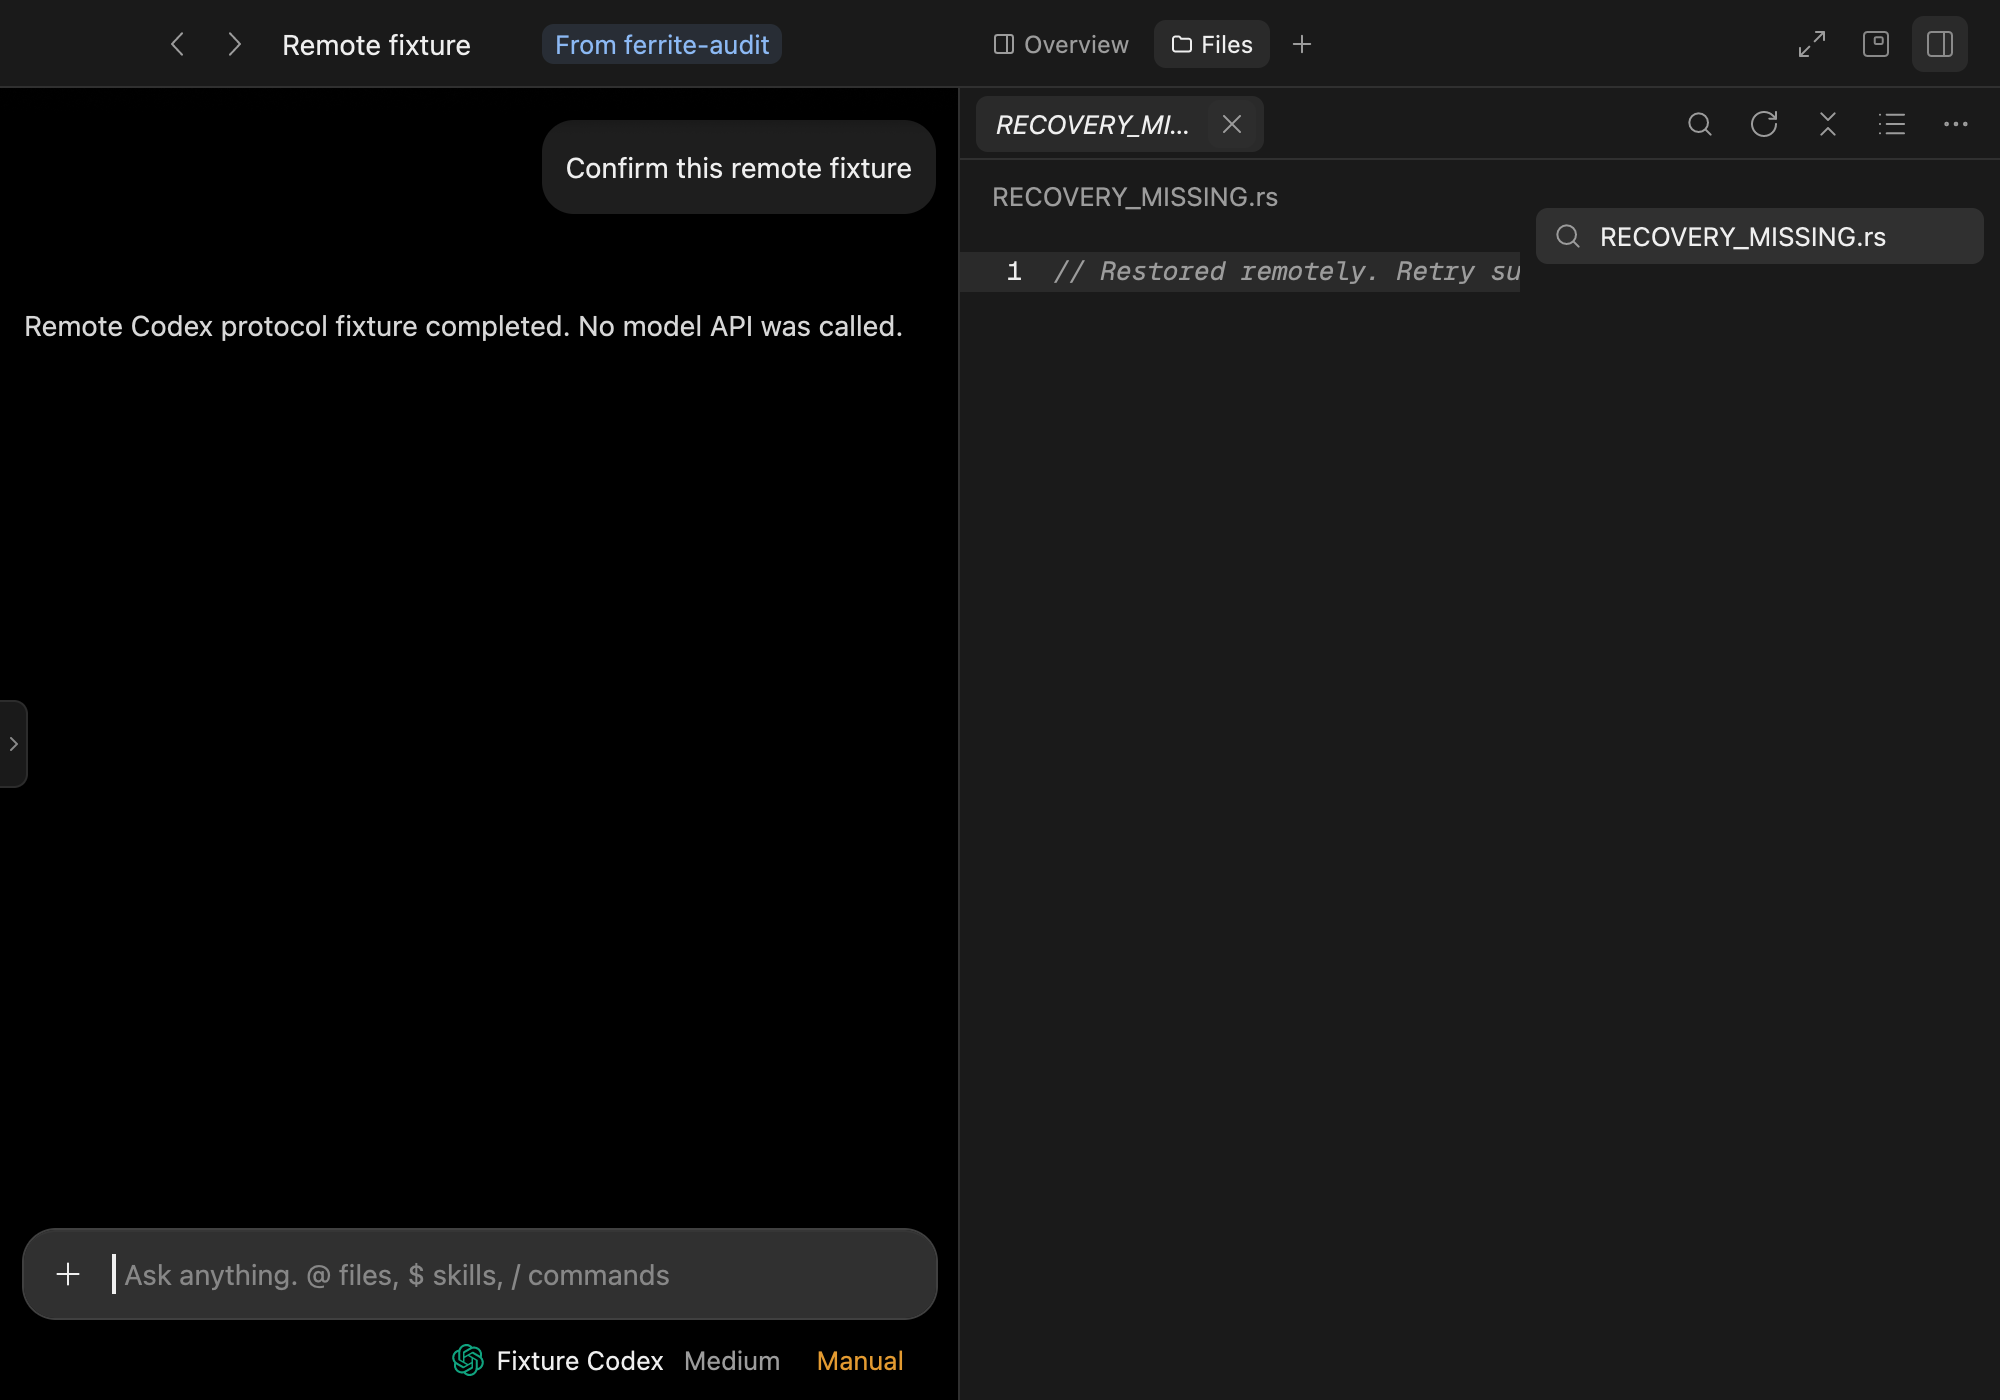 Remote fixture
From ferrite-audit
Overview
Files
Confirm this remote fixture
Remote Codex protocol fixture completed. No model API was called.
Ask anything. @ files, $ skills, / commands
Fixture Codex Medium Manual
RECOVERY_MI...
RECOVERY_MISSING.rs
RECOVERY_MISSING.rs
1 // Restored remotely. Retry su